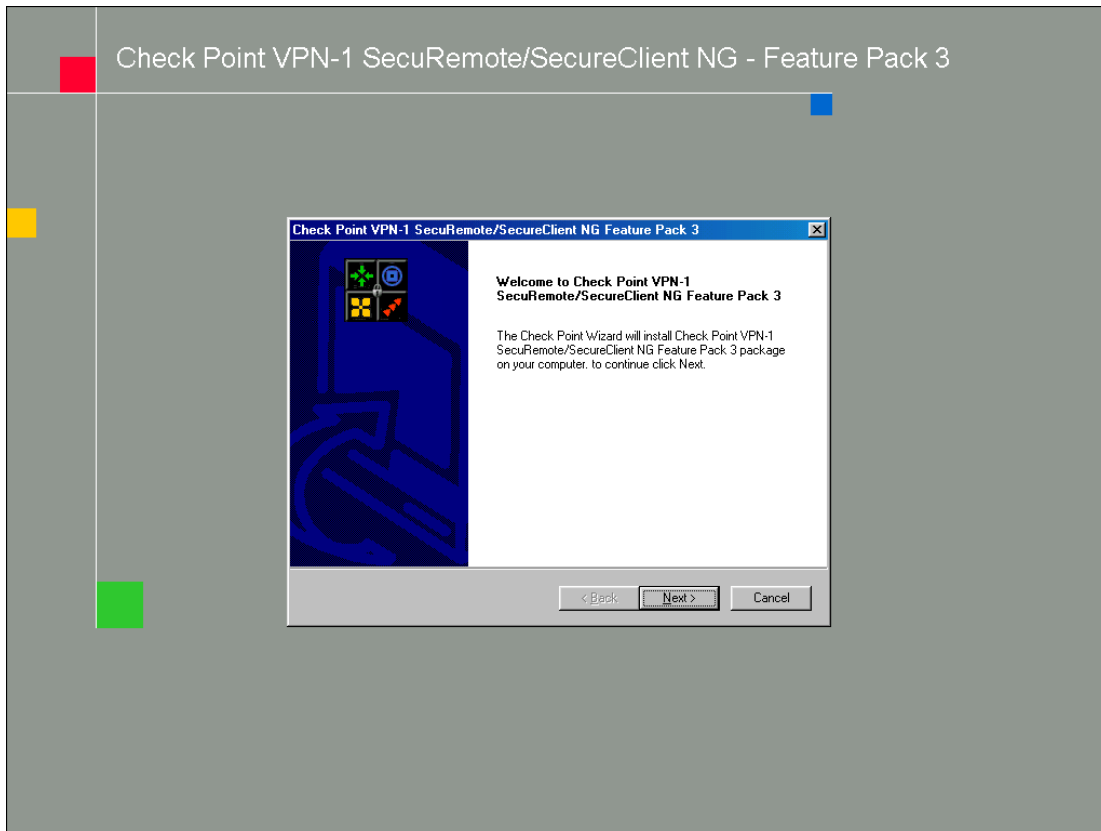 Check Point VPN-1 SecuRemote/SecureClient NG - Feature Pack 3
Check Point VPN-1 SecuRemote/SecureClient NG Feature Pack 3
Welcome to Check Point VPN-1
SecuRemote/SecureClient NG Feature Pack 3
The Check Point Wizard will install Check Point VPN-1
SecuRemote/SecureClient NG Feature Pack 3 package
on your computer. to continue click Next.
< Back Next > Cancel